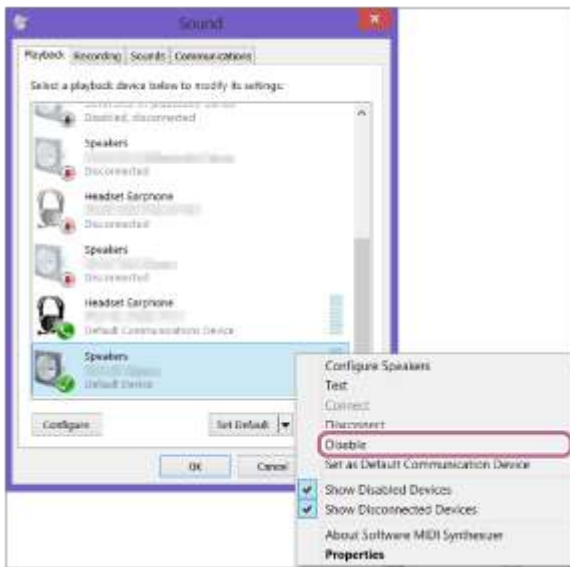 Sound
Playback Recording Sounds Communications
Select a playback device below to modify its settings:
Disabled, disconnected
Speakers
Disconnected
Headset Earphone
Disconnected
Speakers
Disconnected
Headset Earphone
Default Communications Device
Speakers
Default Device
Configure Set Default
OK Cancel
Configure Speakers
Test
Connect
Disconnect
Disable
Set as Default Communication Device
Show Disabled Devices
Show Disconnected Devices
About Software MIDI Synthesizer
Properties